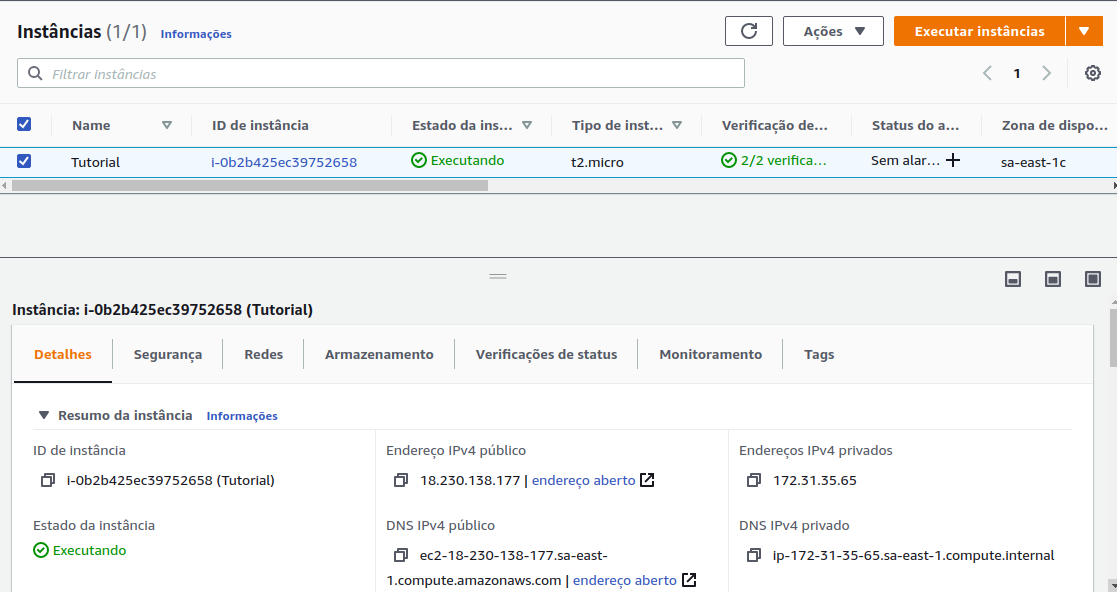 Instâncias (1/1) Informações
Ações
Executar instâncias
Filtrar instâncias
1
Name ID de instância Estado da ins... Tipo de inst... Verificação de... Status do a... Zona de dispo...
Tutorial i-0b2b425ec39752658 Executando t2.micro 2/2 verifica... Sem alar... + sa-east-1c
Instância: i-0b2b425ec39752658 (Tutorial)
Detalhes Segurança Redes Armazenamento Verificações de status Monitoramento Tags
Resumo da instância Informações
ID de instância
i-0b2b425ec39752658 (Tutorial)
Estado da instância
Executando
Endereço IPv4 público
18.230.138.177 | endereço aberto
DNS IPv4 público
ec2-18-230-138-177.sa-east-
1.compute.amazonaws.com | endereço aberto
Endereços IPv4 privados
172.31.35.65
DNS IPv4 privado
ip-172-31-35-65.sa-east-1.compute.internal